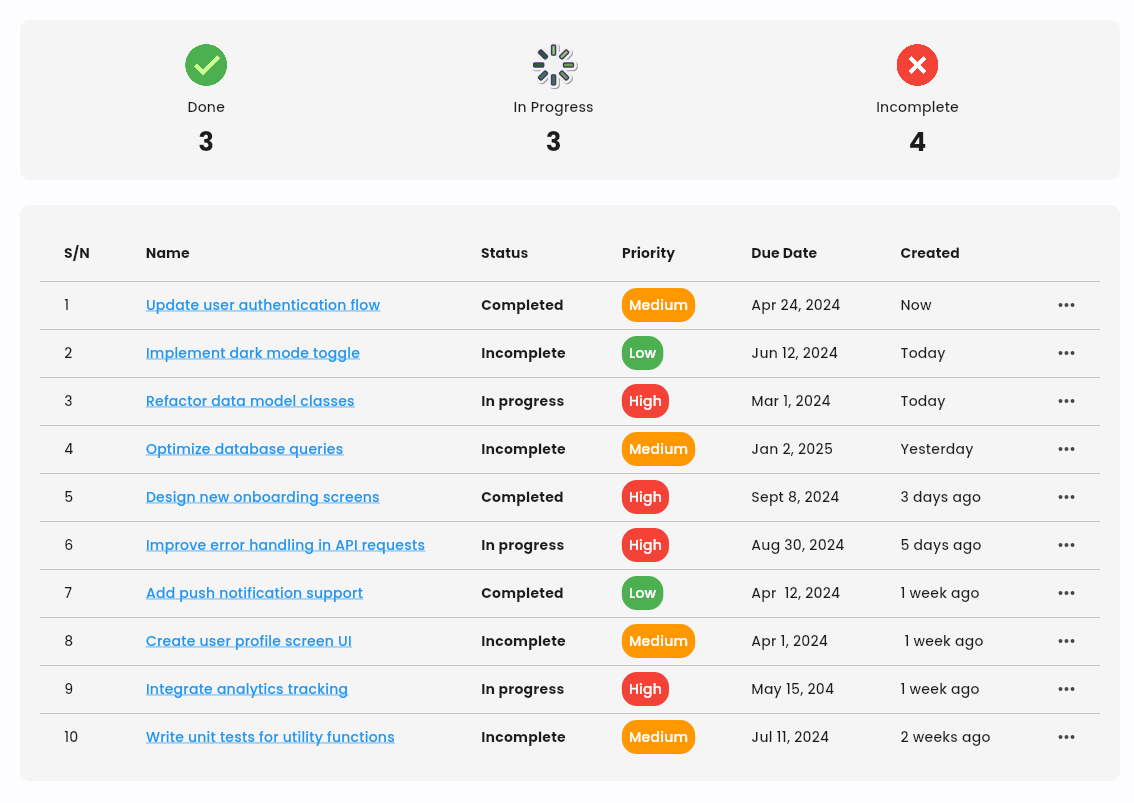 Done In Progress Incomplete
3 3 4
S/N Name Status Priority Due Date Created
1 Update user authentication flow Completed Medium Apr 24, 2024 Now •••
2 Implement dark mode toggle Incomplete Low Jun 12, 2024 Today •••
3 Refactor data model classes In progress High Mar 1, 2024 Today •••
4 Optimize database queries Incomplete Medium Jan 2, 2025 Yesterday •••
5 Design new onboarding screens Completed High Sept 8, 2024 3 days ago •••
6 Improve error handling in API requests In progress High Aug 30, 2024 5 days ago •••
7 Add push notification support Completed Low Apr  12, 2024 1 week ago •••
8 Create user profile screen UI Incomplete Medium Apr 1, 2024 1 week ago •••
9 Integrate analytics tracking In progress High May 15, 204 1 week ago •••
10 Write unit tests for utility functions Incomplete Medium Jul 11, 2024 2 weeks ago •••